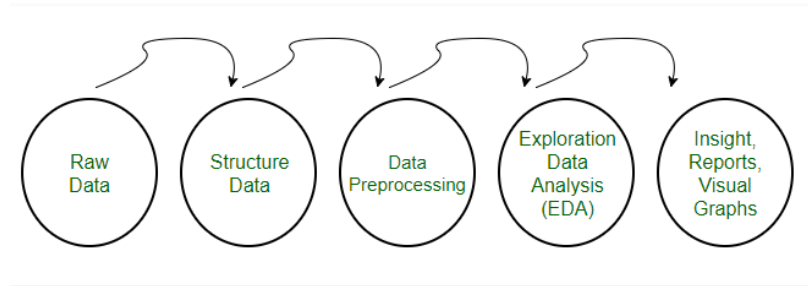 Raw
Data
Structure
Data
Data
Preprocessing
Exploration
Data
Analysis
(EDA)
Insight,
Reports,
Visual
Graphs